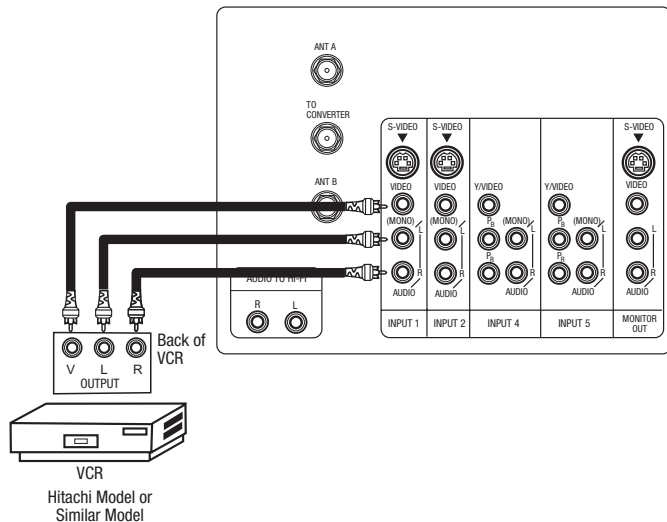 ANT A
TO
CONVERTER
ANT B
S-VIDEO
S-VIDEO
S-VIDEO
VIDEO
VIDEO
Y/VIDEO
Y/VIDEO
VIDEO
(MONO)
L
(MONO)
L
PB
(MONO)
L
PB
(MONO)
L
L
PB
PB
R
R
R
R
R
AUDIO
AUDIO
AUDIO
AUDIO
AUDIO
INPUT 1
INPUT 2
INPUT 4
INPUT 5
MONITOR
OUT
AUDIO TO HI-FI
R
L
V
L
R
OUTPUT
Back of
VCR
VCR
Hitachi Model or
Similar Model